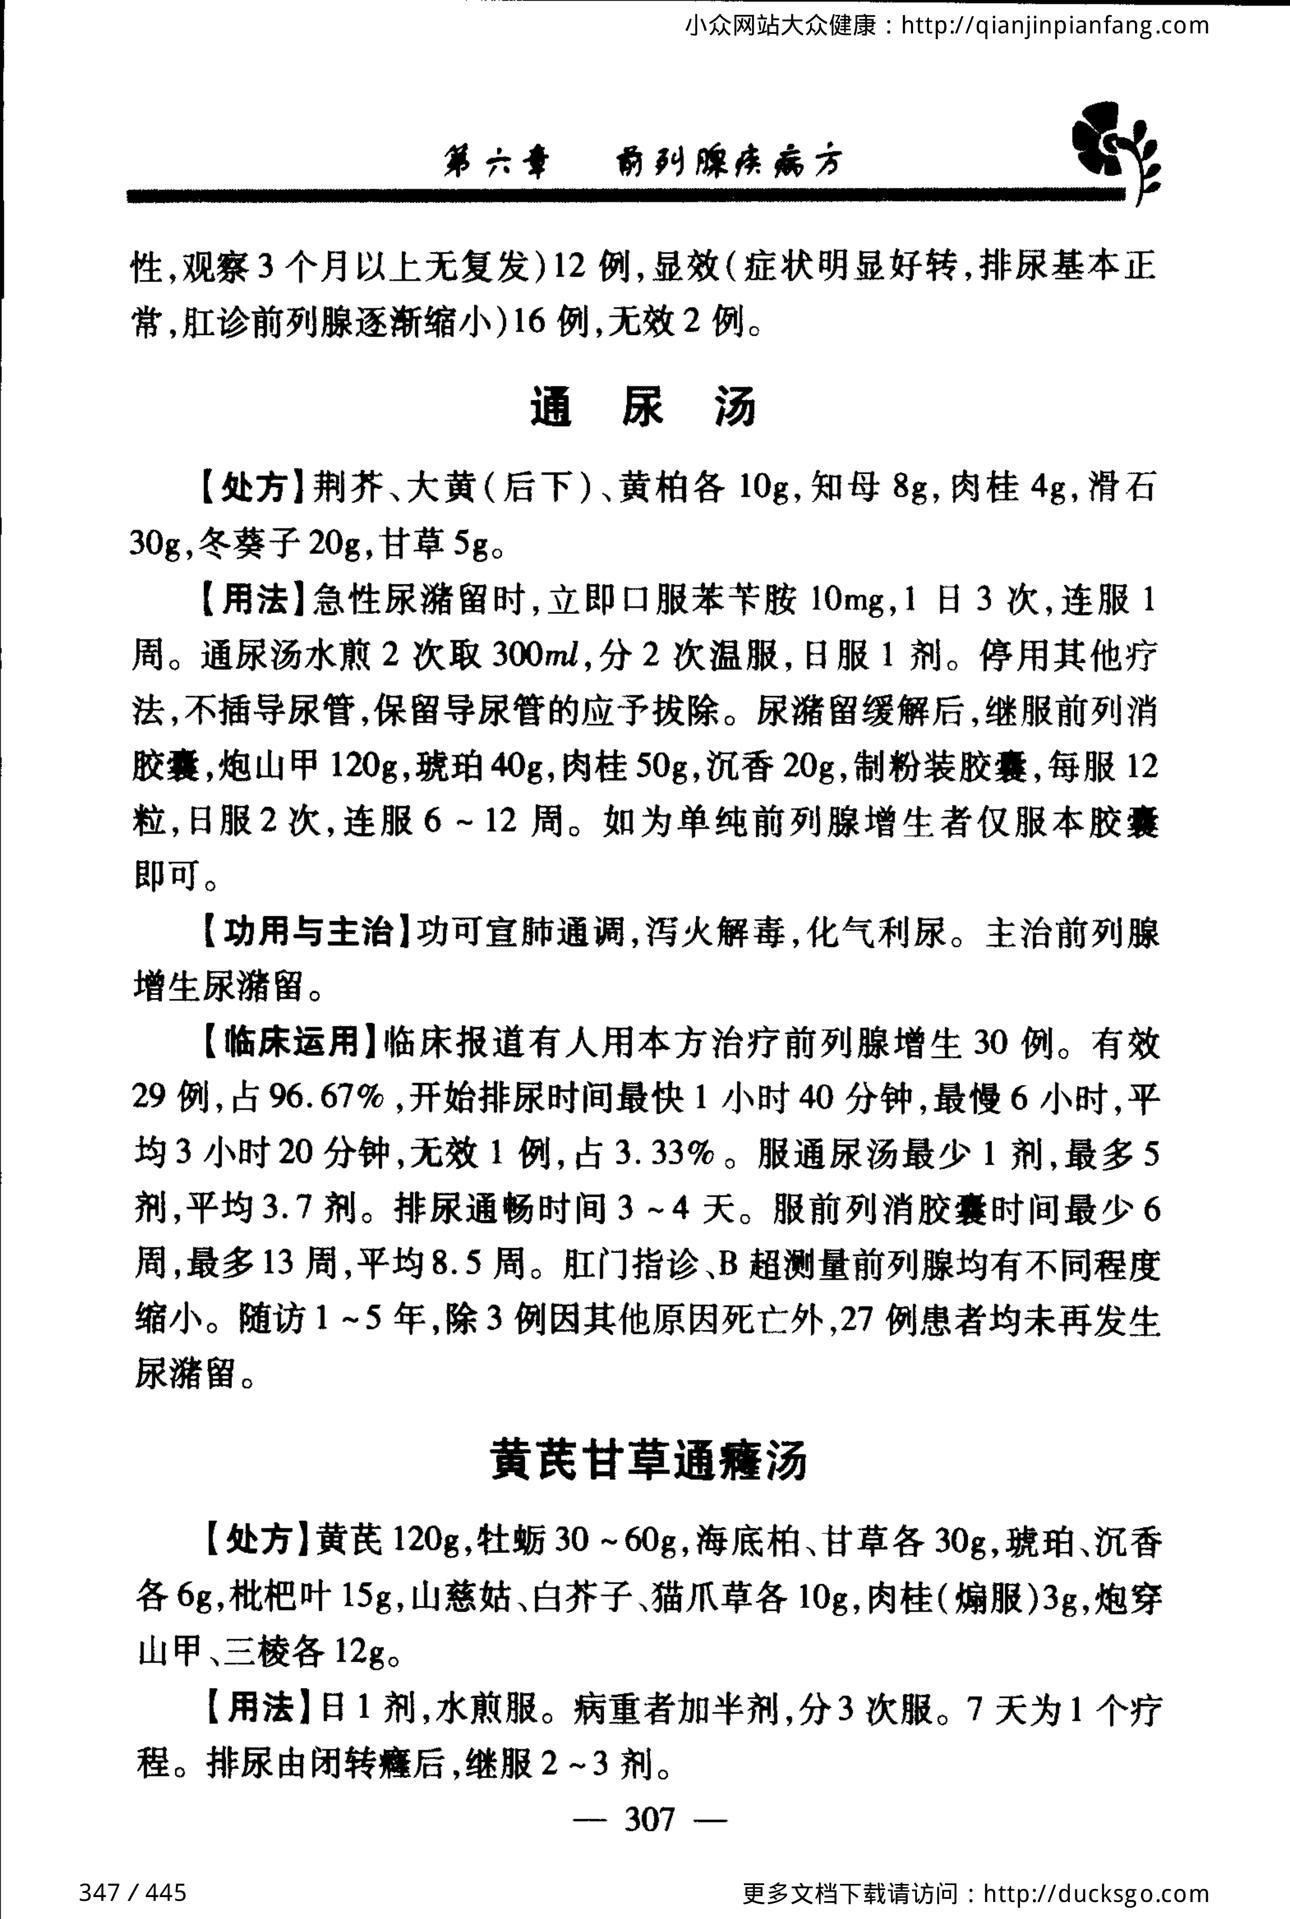 小众网站大众健康：http://qianjinpianfang.com
第六章 前列腺疾病方
性,观察3个月以上无复发)12例,显效(症状明显好转,排尿基本正
常,肛诊前列腺逐渐缩小)16例,无效2例。
通尿汤
【处方】荆芥、大黄(后下)、黄柏各10g,知母8g,肉桂4g,滑石
30g,冬葵子20g,甘草5g。
【用法】急性尿潴留时,立即口服苯苄胺10mg,1日3次,连服1
周。通尿汤水煎2次取300ml,分2次温服,日服1剂。停用其他疗
法,不插导尿管,保留导尿管的应予拔除。尿潴留缓解后,继服前列消
胶囊,炮山甲120g,琥珀40g,肉桂50g,沉香20g,制粉装胶囊,每服12
粒,日服2次,连服6~12周。如为单纯前列腺增生者仅服本胶囊
即可。
【功用与主治】功可宣肺通调,泻火解毒,化气利尿。主治前列腺
增生尿潴留。
【临床运用】临床报道有人用本方治疗前列腺增生30例。有效
29例,占96.67%,开始排尿时间最快1小时40分钟,最慢6小时,平
均3小时20分钟,无效1例,占3.33%。服通尿汤最少1剂,最多5
剂,平均3.7剂。排尿通畅时间3~4天。服前列消胶囊时间最少6
周,最多13周,平均8.5周。肛门指诊、B超测量前列腺均有不同程度
缩小。随访1~5年,除3例因其他原因死亡外,27例患者均未再发生
尿潴留。
黄芪甘草通癃汤
【处方】黄芪120g,牡蛎30~60g,海底柏、甘草各30g,琥珀、沉香
各6g,枇杷叶15g,山慈姑、白芥子、猫爪草各10g,肉桂(煽服)3g,炮穿
山甲、三棱各12g。
【用法】日1剂,水煎服。病重者加半剂,分3次服。7天为1个疗
程。排尿由闭转癃后,继服2~3剂。
— 307 —
347 / 445
更多文档下载请访问：http://ducksgo.com